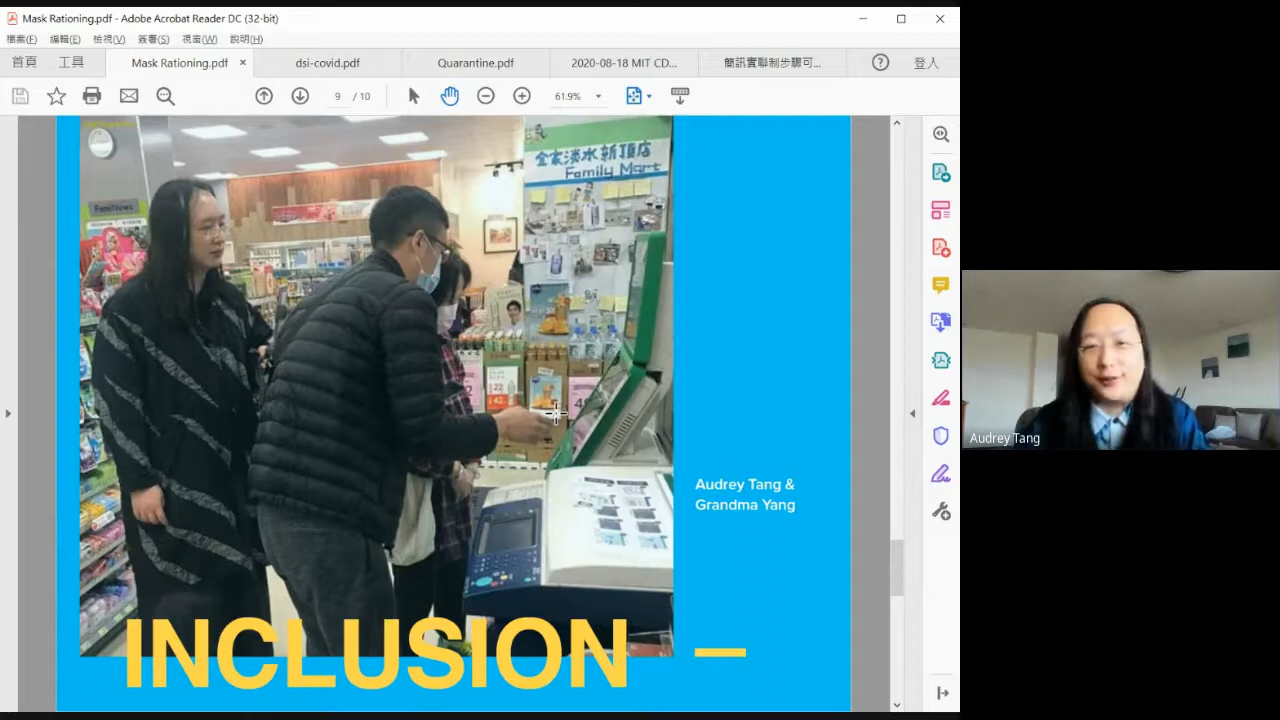 Mask Rationing.pdf - Adobe Acrobat Reader DC (32-bit)
檔案(F) 編輯(E) 檢視(V) 簽署(S) 視窗(W) 說明(H)
首頁 工具 Mask Rationing.pdf × dsi-covid.pdf Quarantine.pdf 2020-08-18 MIT CD... 簡訊實聯制步驟可... 登入
9 / 10 61.9%
全家淡水新頂店
Family Mart
FamiNews
22
42
Audrey Tang &
Grandma Yang
INCLUSION –
Audrey Tang